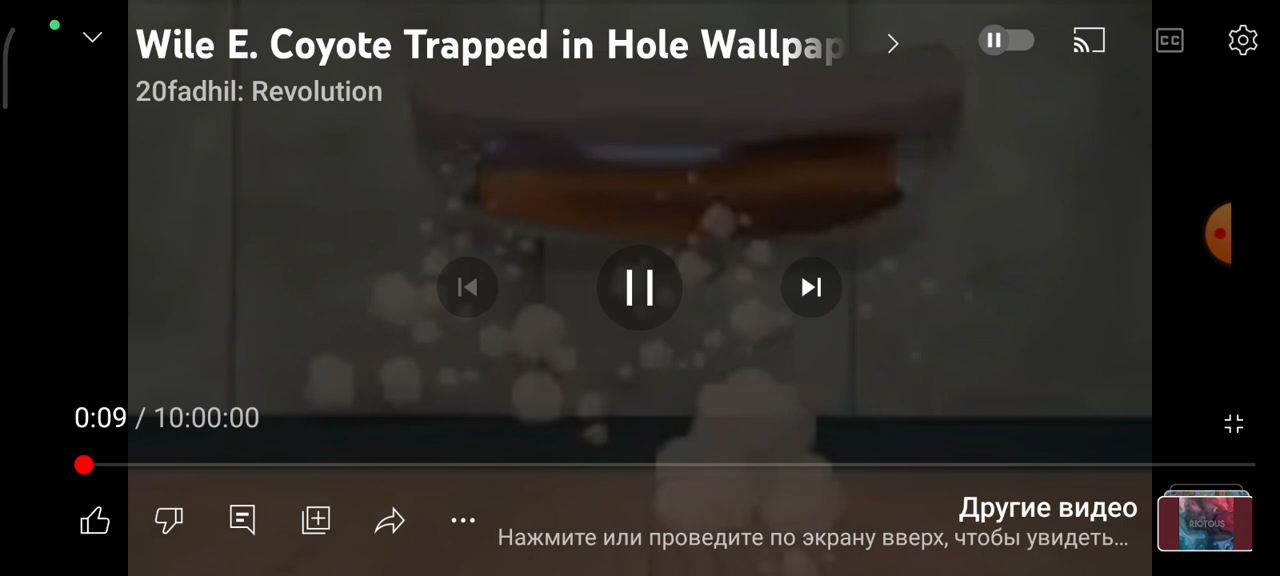 Wile E. Coyote Trapped in Hole Wallpap
20fadhil: Revolution
CC
0:09 / 10:00:00
Другие видео
Нажмите или проведите по экрану вверх, чтобы увидеть...
RIOTOUS